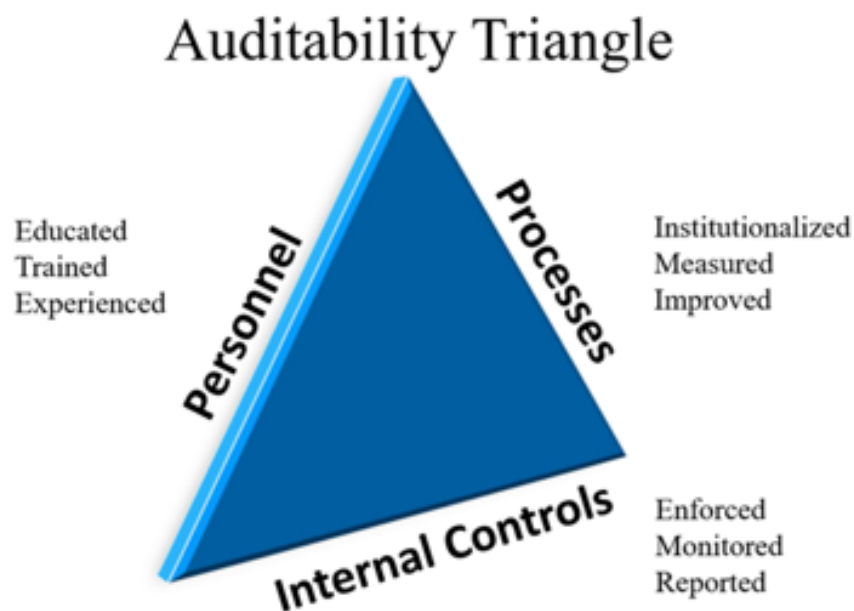 Auditability Triangle
Educated
Trained
Experienced
Personnel
Processes
Institutionalized
Measured
Improved
Internal Controls
Enforced
Monitored
Reported